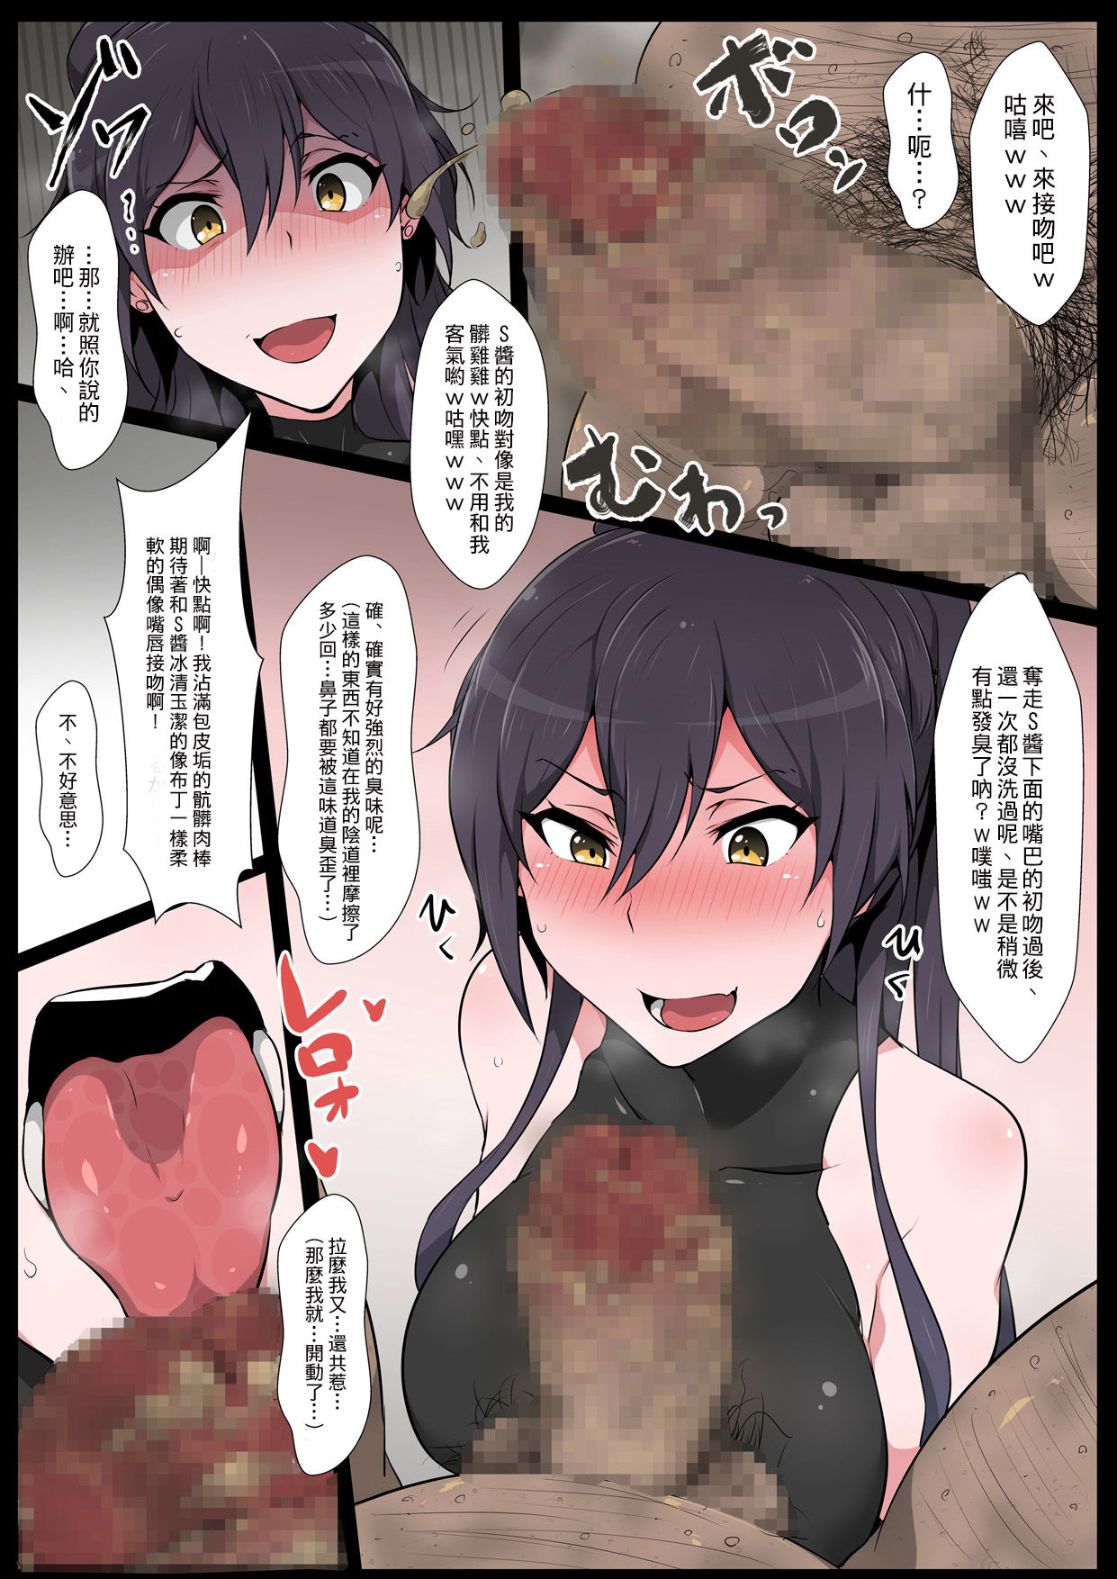 來吧、來接吻吧ｗ
咕嘻ｗｗｗ
什…呃…？
ボロンッ
むわっ
Ｓ醬的初吻對像是我的
髒雞雞ｗ快點、不用和我
客氣喲ｗ咕嘿ｗｗｗ
ゾワ…
…那…就照你說的
辦吧…啊…哈、
奪走Ｓ醬下面的嘴巴的初吻過後、
還一次都沒洗過呢、是不是稍微
有點發臭了吶？ｗ噗嗤ｗｗ
ひく
ひく
確、確實有好強烈的臭味呢…
(這樣的東西不知道在我的陰道裡摩擦了
多少回…鼻子都要被這味道臭歪了…)
啊—快點啊！我沾滿包皮垢的骯髒肉棒
期待著和Ｓ醬冰清玉潔的像布丁一樣柔
軟的偶像嘴唇接吻啊！
不、不好意思…
レロォ
拉麼我又…還共惹…
(那麼我就…開動了…)